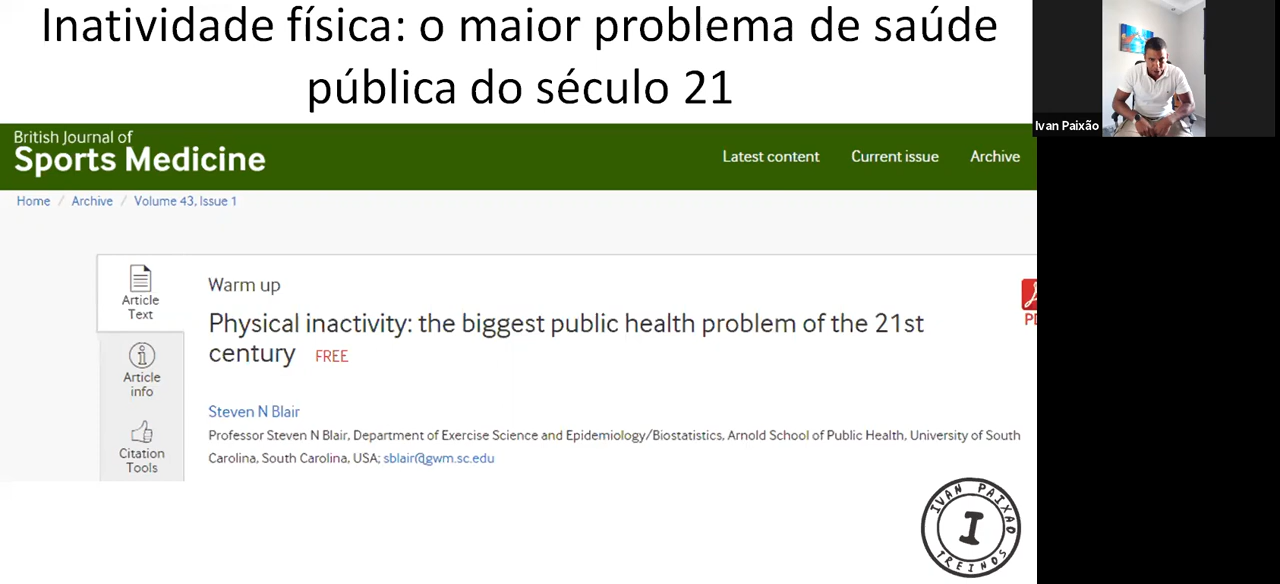 Inatividade física: o maior problema de saúde
pública do século 21
Ivan Paixão
British Journal of
Sports Medicine
Latest content Current issue Archive
Home / Archive / Volume 43, Issue 1
Article
Text
Article
info
Citation
Tools
Warm up
Physical inactivity: the biggest public health problem of the 21st
century FREE
Steven N Blair
Professor Steven N Blair, Department of Exercise Science and Epidemiology/Biostatistics, Arnold School of Public Health, University of South
Carolina, South Carolina, USA; sblair@gwm.sc.edu
IVAN PAIXAO
I
TREINOS